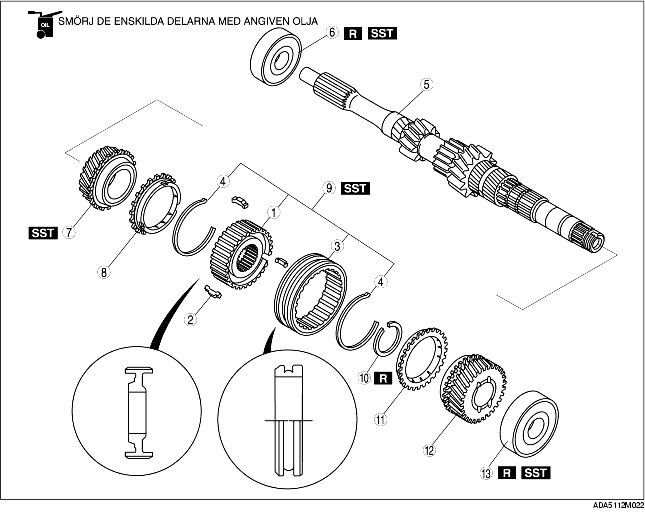 OIL SMÖRJ DE ENSKILDA DELARNA MED ANGIVEN OLJA
6 R SST
5
4
9 SST
1
SST 7
3
8
4
2
10 R
11
12
13 R SST
ADA5112M022